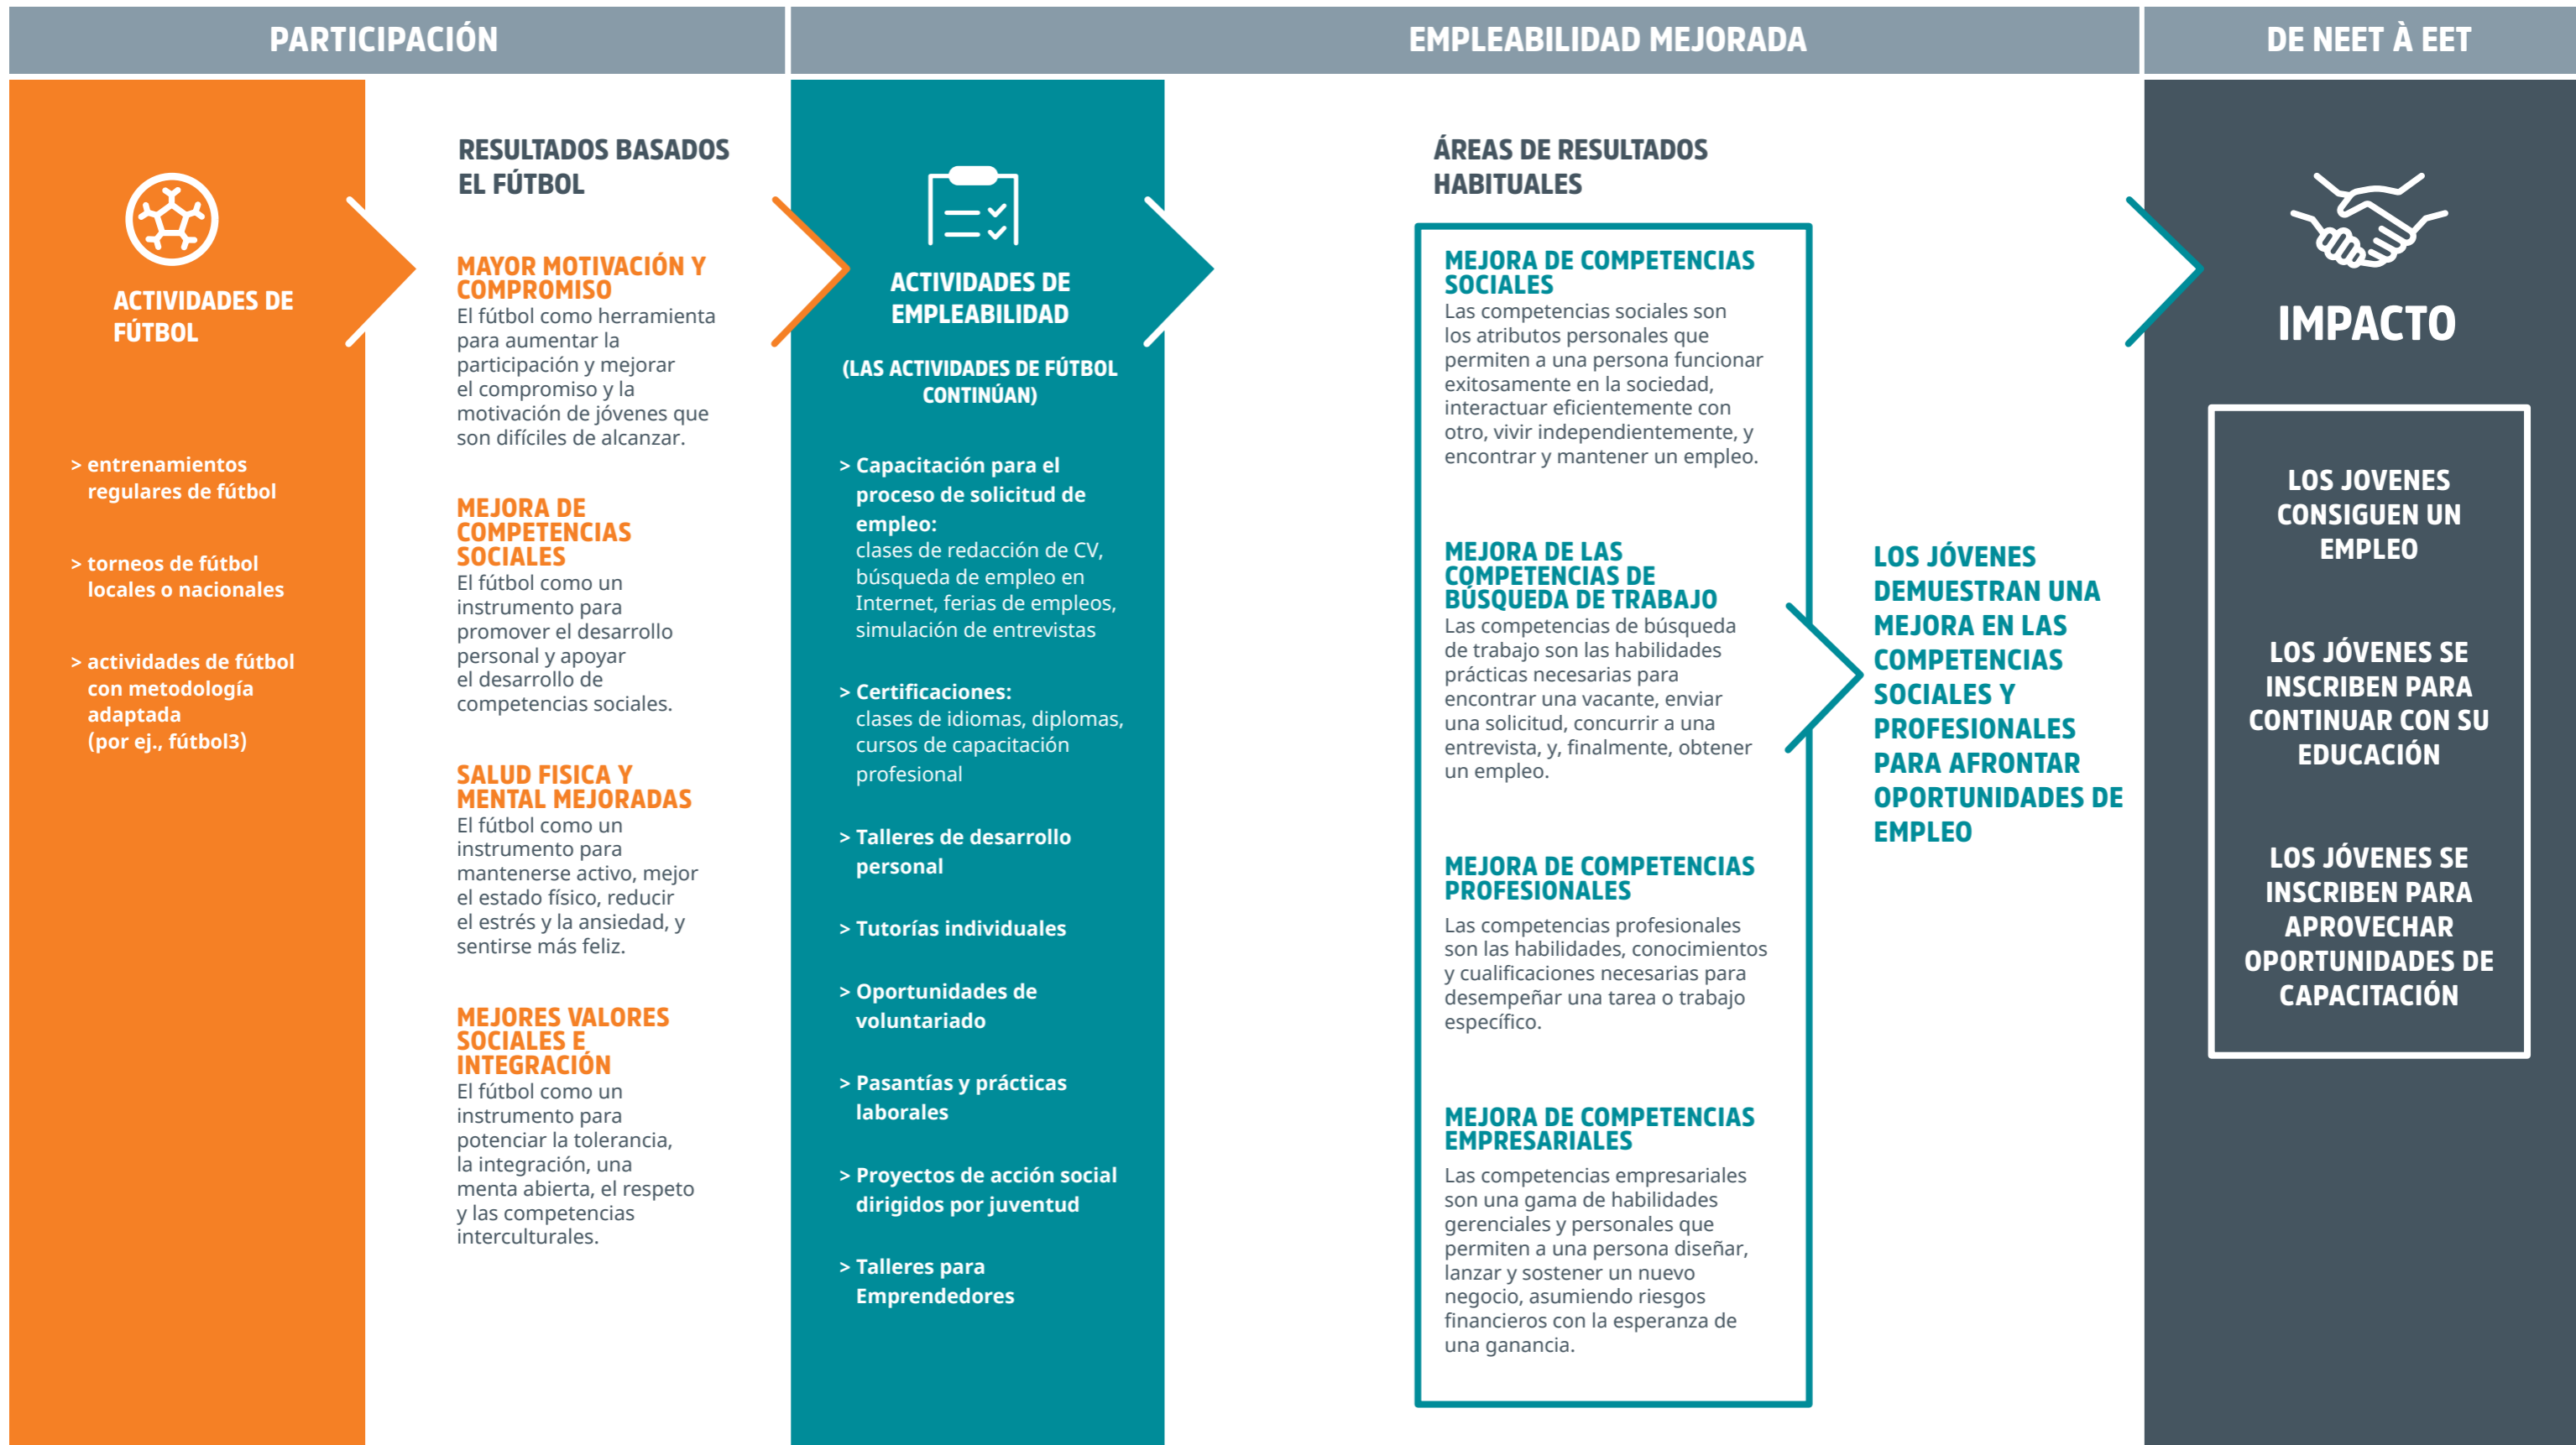 PARTICIPACIÓN
EMPLEABILIDAD MEJORADA
DE NEET À EET
ACTIVIDADES DE
FÚTBOL
> entrenamientos
regulares de fútbol
> torneos de fútbol
locales o nacionales
> actividades de fútbol
con metodología
adaptada
(por ej., fútbol3)
RESULTADOS BASADOS
EL FÚTBOL
MAYOR MOTIVACIÓN Y
COMPROMISO
El fútbol como herramienta
para aumentar la
participación y mejorar
el compromiso y la
motivación de jóvenes que
son difíciles de alcanzar.
MEJORA DE
COMPETENCIAS
SOCIALES
El fútbol como un
instrumento para
promover el desarrollo
personal y apoyar
el desarrollo de
competencias sociales.
SALUD FISICA Y
MENTAL MEJORADAS
El fútbol como un
instrumento para
mantenerse activo, mejor
el estado físico, reducir
el estrés y la ansiedad, y
sentirse más feliz.
MEJORES VALORES
SOCIALES E
INTEGRACIÓN
El fútbol como un
instrumento para
potenciar la tolerancia,
la integración, una
menta abierta, el respeto
y las competencias
interculturales.
ACTIVIDADES DE
EMPLEABILIDAD
(LAS ACTIVIDADES DE FÚTBOL
CONTINÚAN)
> Capacitación para el
proceso de solicitud de
empleo:
clases de redacción de CV,
búsqueda de empleo en
Internet, ferias de empleos,
simulación de entrevistas
> Certificaciones:
clases de idiomas, diplomas,
cursos de capacitación
profesional
> Talleres de desarrollo
personal
> Tutorías individuales
> Oportunidades de
voluntariado
> Pasantías y prácticas
laborales
> Proyectos de acción social
dirigidos por juventud
> Talleres para
Emprendedores
ÁREAS DE RESULTADOS
HABITUALES
MEJORA DE COMPETENCIAS
SOCIALES
Las competencias sociales son
los atributos personales que
permiten a una persona funcionar
exitosamente en la sociedad,
interactuar eficientemente con
otro, vivir independientemente, y
encontrar y mantener un empleo.
MEJORA DE LAS
COMPETENCIAS DE
BÚSQUEDA DE TRABAJO
Las competencias de búsqueda
de trabajo son las habilidades
prácticas necesarias para
encontrar una vacante, enviar
una solicitud, concurrir a una
entrevista, y, finalmente, obtener
un empleo.
MEJORA DE COMPETENCIAS
PROFESIONALES
Las competencias profesionales
son las habilidades, conocimientos
y cualificaciones necesarias para
desempeñar una tarea o trabajo
específico.
MEJORA DE COMPETENCIAS
EMPRESARIALES
Las competencias empresariales
son una gama de habilidades
gerenciales y personales que
permiten a una persona diseñar,
lanzar y sostener un nuevo
negocio, asumiendo riesgos
financieros con la esperanza de
una ganancia.
LOS JÓVENES
DEMUESTRAN UNA
MEJORA EN LAS
COMPETENCIAS
SOCIALES Y
PROFESIONALES
PARA AFRONTAR
OPORTUNIDADES DE
EMPLEO
IMPACTO
LOS JOVENES
CONSIGUEN UN
EMPLEO
LOS JÓVENES SE
INSCRIBEN PARA
CONTINUAR CON SU
EDUCACIÓN
LOS JÓVENES SE
INSCRIBEN PARA
APROVECHAR
OPORTUNIDADES DE
CAPACITACIÓN